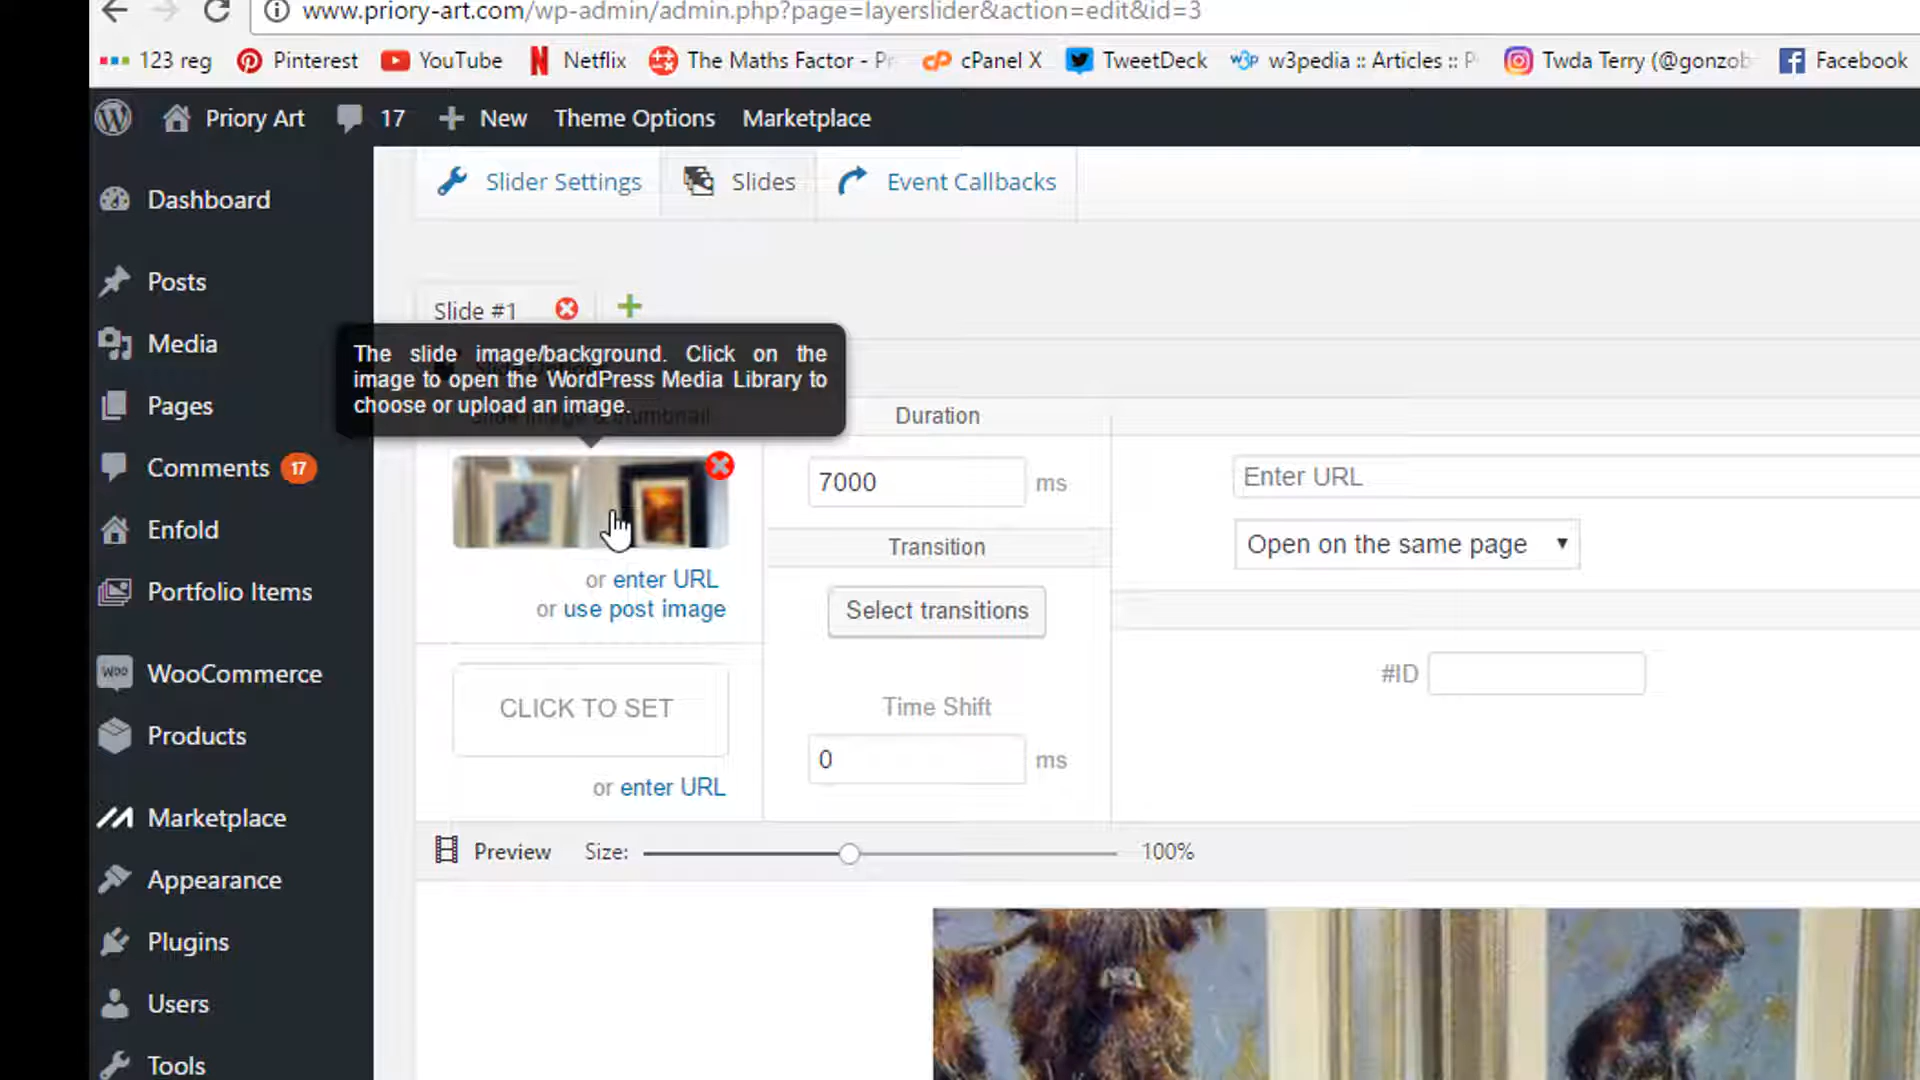 www.priory-art.com/wp-admin/admin.php?page=layerslider&action=edit&id=3
123 reg Pinterest YouTube Netflix The Maths Factor - Pr cPanel X TweetDeck w3pedia :: Articles :: P Twda Terry (@gonzob Facebook
Priory Art 17 New Theme Options Marketplace
Dashboard
Posts
Media
Pages
Comments 17
Enfold
Portfolio Items
WooCommerce
Products
Marketplace
Appearance
Plugins
Users
Tools
Slider Settings Slides Event Callbacks
Slide #1
The slide image/background. Click on the
image to open the WordPress Media Library to
choose or upload an image.
or enter URL
or use post image
CLICK TO SET
or enter URL
Duration
7000 ms
Transition
Select transitions
Time Shift
0 ms
Enter URL
Open on the same page
#ID
Preview Size: 100%